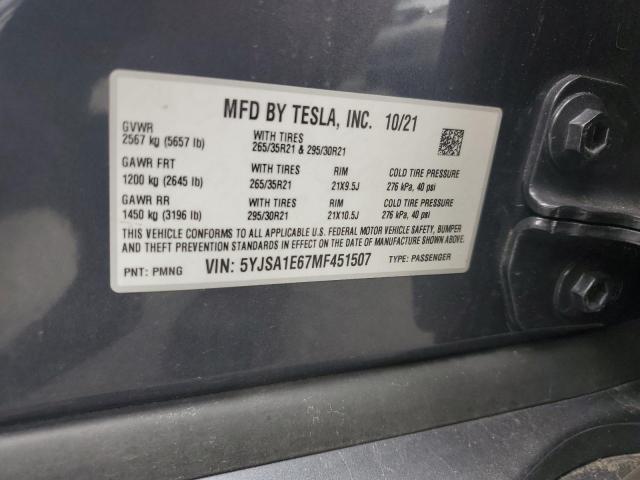 MFD BY TESLA, INC. 10/21
GVWR
2567 kg (5657 lb)
WITH TIRES
265/35R21 & 295/30R21
GAWR FRT
1200 kg (2645 lb)
WITH TIRES
265/35R21
RIM
21X9.5J
COLD TIRE PRESSURE
276 kPa, 40 psi
GAWR RR
1450 kg (3196 lb)
WITH TIRES
295/30R21
RIM
21X10.5J
COLD TIRE PRESSURE
276 kPa, 40 psi
THIS VEHICLE CONFORMS TO ALL APPLICABLE U.S. FEDERAL MOTOR VEHICLE SAFETY, BUMPER
AND THEFT PREVENTION STANDARDS IN EFFECT ON THE DATE OF MANUFACTURE SHOWN ABOVE.
PNT: PMNG
VIN: 5YJSA1E67MF451507
TYPE: PASSENGER